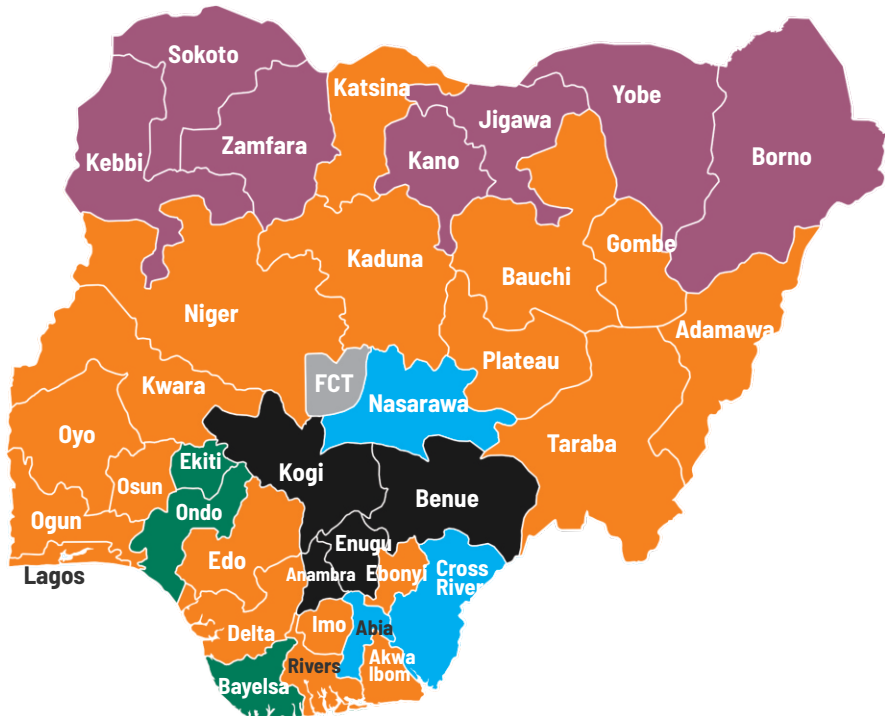 Sokoto
Katsina
Yobe
Jigawa
Zamfara
Kano
Borno
Kebbi
Gombe
Kaduna
Bauchi
Niger
Adamawa
Plateau
FCT
Kwara
Nasarawa
Oyo
Taraba
Ekiti
Kogi
Osun
Benue
Ondo
Ogun
Enugu
Edo
Lagos
Anambra
Ebonyi
Cross
River
Imo
Abia
Delta
Rivers
Akwa
Ibom
Bayelsa